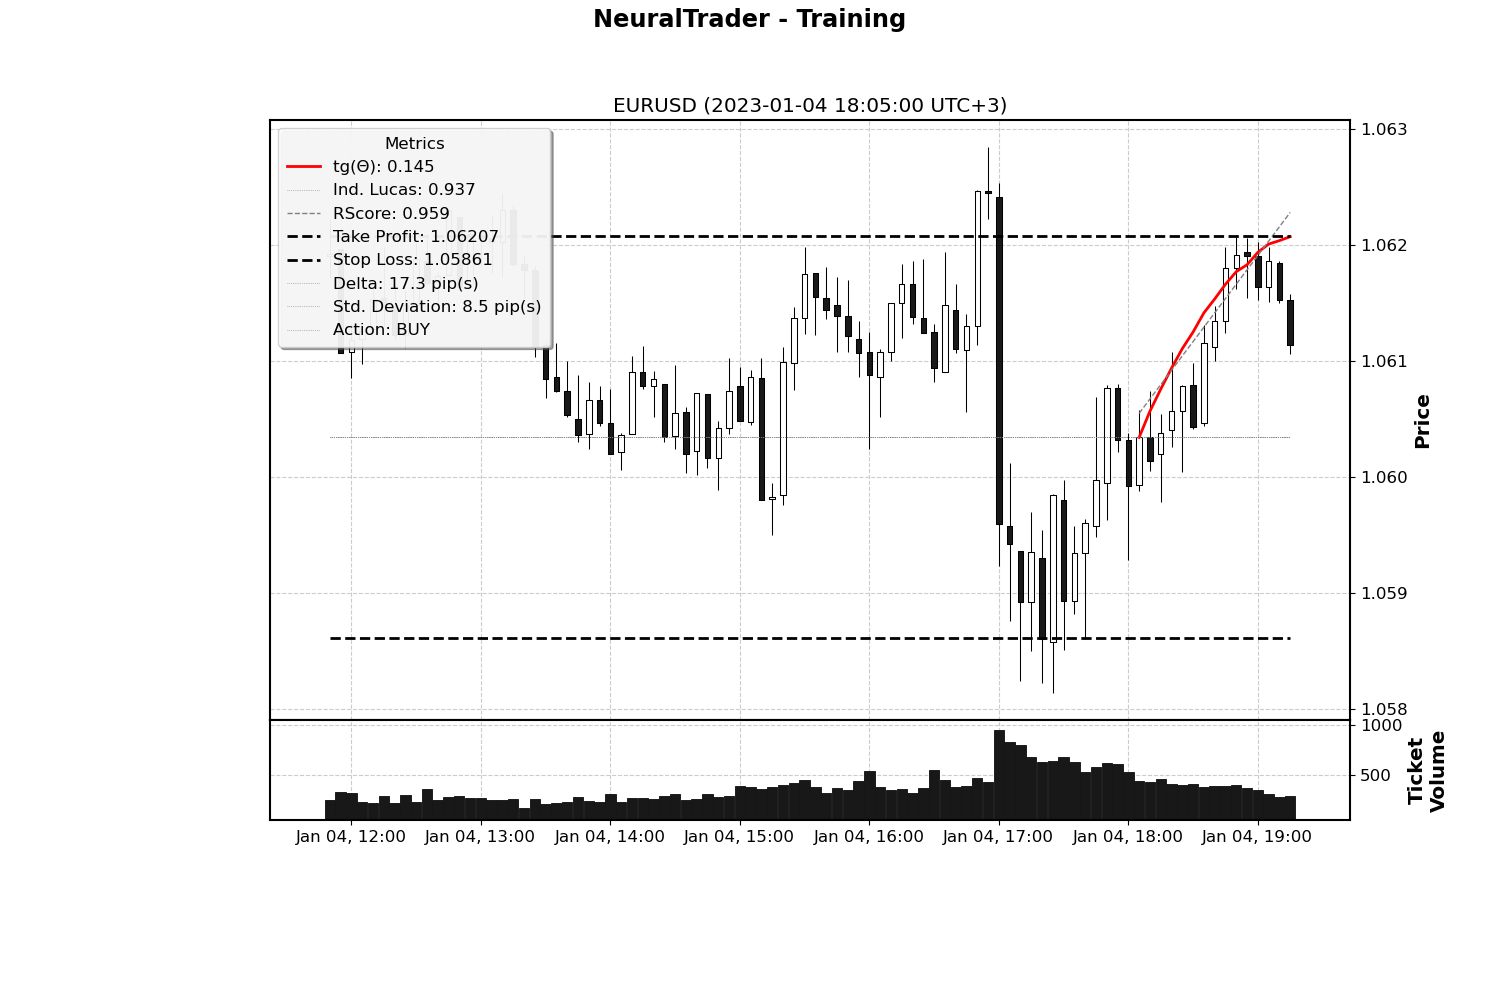 NeuralTrader - Training
EURUSD (2023-01-04 18:05:00 UTC+3)
Metrics
tg(Θ): 0.145
Ind. Lucas: 0.937
RScore: 0.959
Take Profit: 1.06207
Stop Loss: 1.05861
Delta: 17.3 pip(s)
Std. Deviation: 8.5 pip(s)
Action: BUY
1.063
1.062
1.061
1.060
1.059
1.058
Price
1000
500
Ticket
Volume
Jan 04, 12:00
Jan 04, 13:00
Jan 04, 14:00
Jan 04, 15:00
Jan 04, 16:00
Jan 04, 17:00
Jan 04, 18:00
Jan 04, 19:00